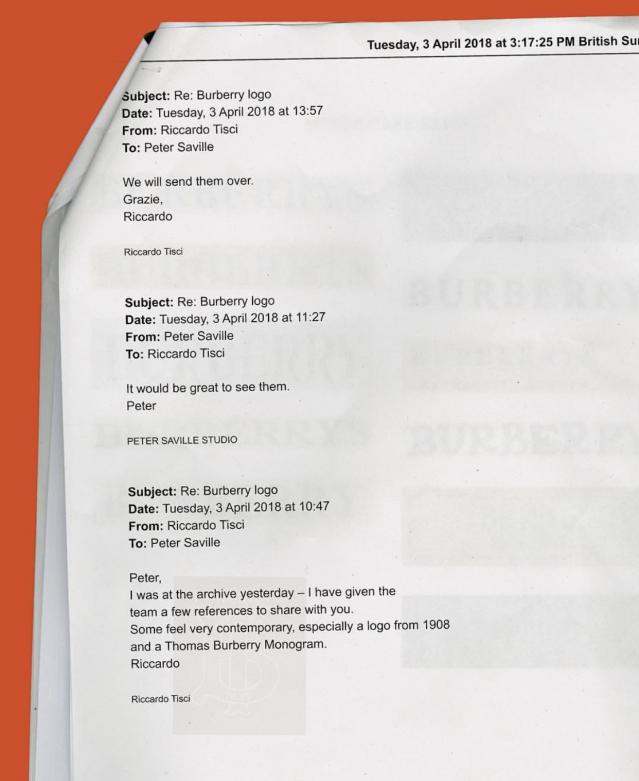 Tuesday, 3 April 2018 at 3:17:25 PM British
Subject: Re: Burberry logo
Date: Tuesday, 3 April 2018 at 13:57
From: Riccardo Tisci
To: Peter Saville
We will send them over.
Grazie,
Riccardo
Riccardo Tisci
BURBERRY
Subject: Re: Burberry logo
Date: Tuesday, 3 April 2018 at 11:27
From: Peter Saville
To: Riccardo Tisci
It would be great to see them.
Peter
PETER SAVILLE STUDIO
BURBERRY
Subject: Re: Burberry logo
Date: Tuesday, 3 April 2018 at 10:47
From: Riccardo Tisci
To: Peter Saville
Peter,
I was at the archive yesterday – I have given the
team a few references to share with you.
Some feel very contemporary, especially a logo from 1908
and a Thomas Burberry Monogram.
Riccardo
Riccardo Tisci